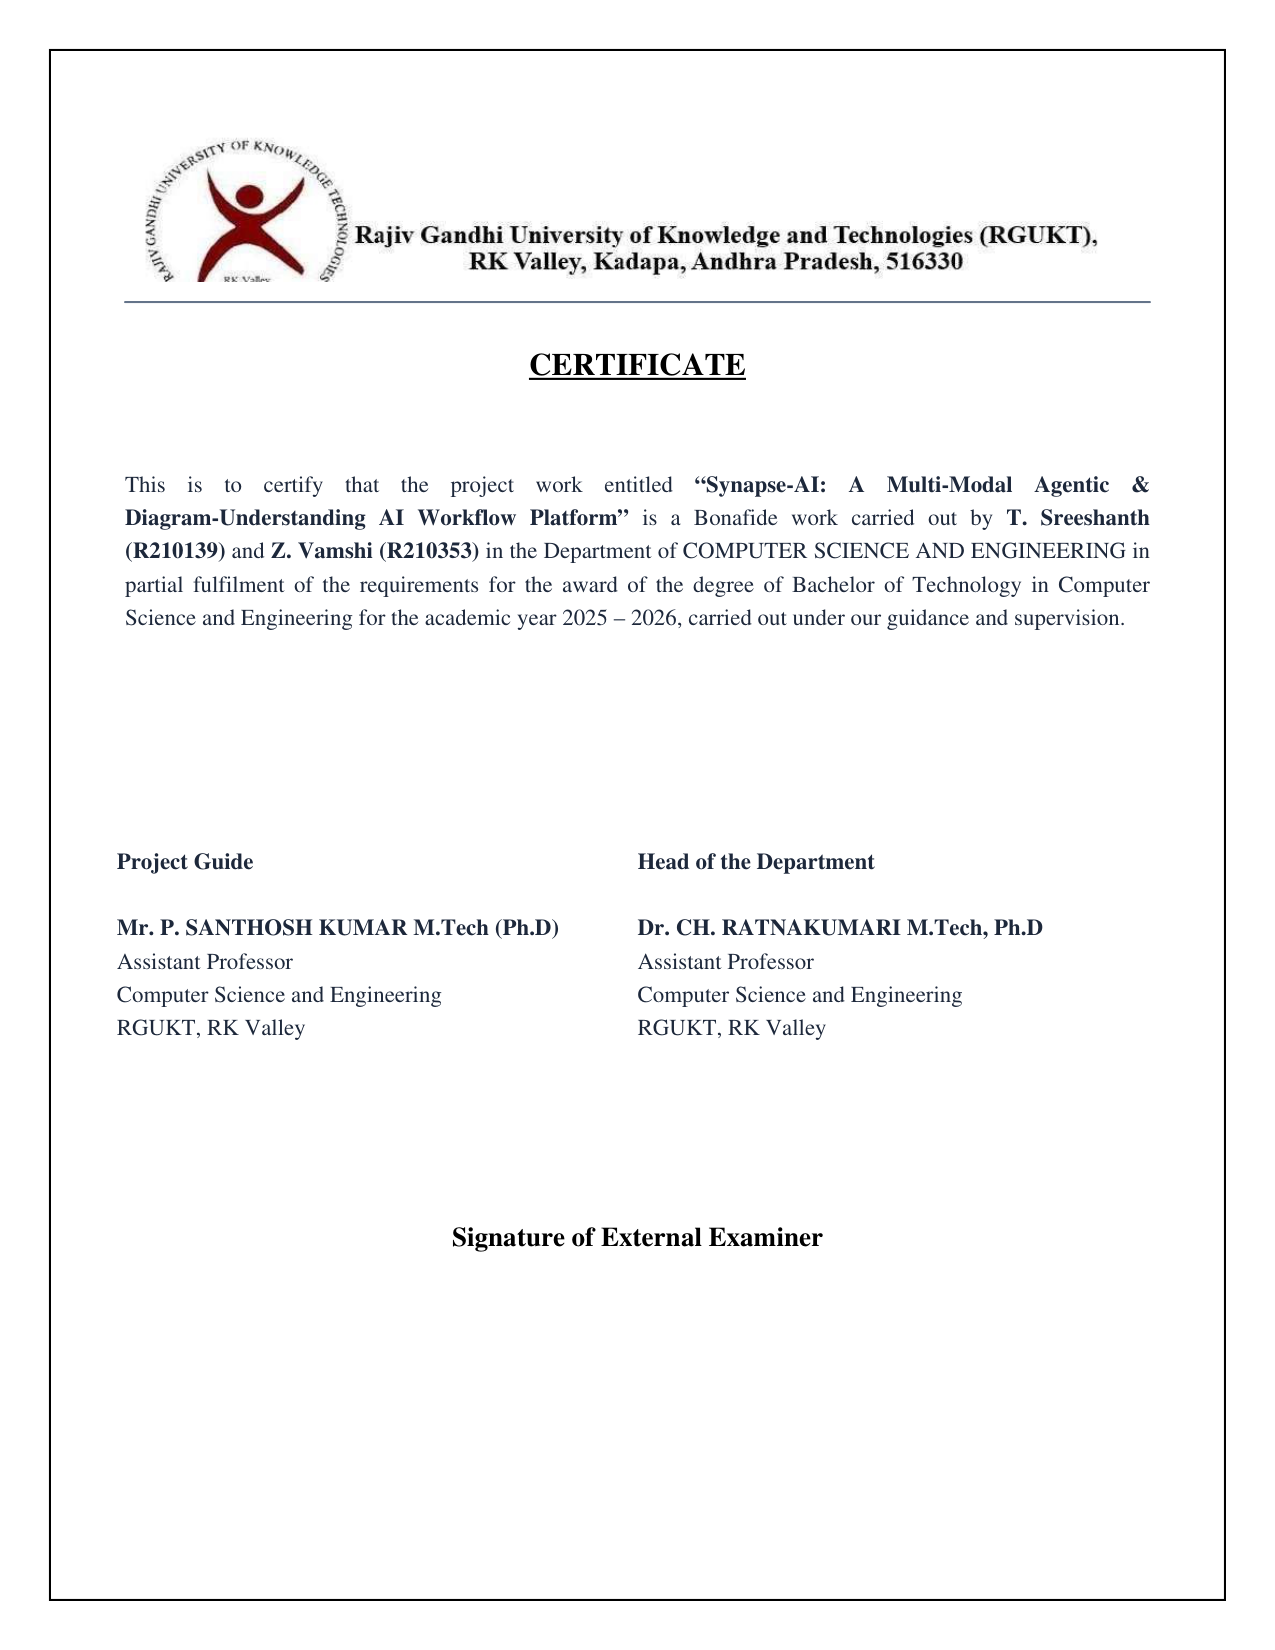 RAJIV GANDHI UNIVERSITY OF KNOWLEDGE TECHNOLOGIES
RK Valley
Rajiv Gandhi University of Knowledge and Technologies (RGUKT),
RK Valley, Kadapa, Andhra Pradesh, 516330
CERTIFICATE
This is to certify that the project work entitled “Synapse-AI: A Multi-Modal Agentic &
Diagram-Understanding AI Workflow Platform” is a Bonafide work carried out by T. Sreeshanth
(R210139) and Z. Vamshi (R210353) in the Department of COMPUTER SCIENCE AND ENGINEERING in
partial fulfilment of the requirements for the award of the degree of Bachelor of Technology in Computer
Science and Engineering for the academic year 2025 – 2026, carried out under our guidance and supervision.
Project Guide
Mr. P. SANTHOSH KUMAR M.Tech (Ph.D)
Assistant Professor
Computer Science and Engineering
RGUKT, RK Valley
Head of the Department
Dr. CH. RATNAKUMARI M.Tech, Ph.D
Assistant Professor
Computer Science and Engineering
RGUKT, RK Valley
Signature of External Examiner